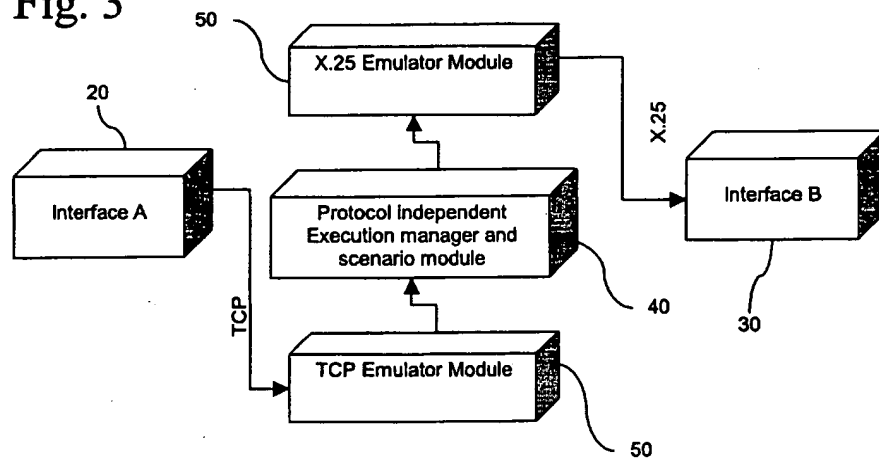 Fig. 3
50
X.25 Emulator Module
20
X.25
Interface A
Interface B
Protocol independent
Execution manager and
scenario module
TCP
40
30
TCP Emulator Module
50